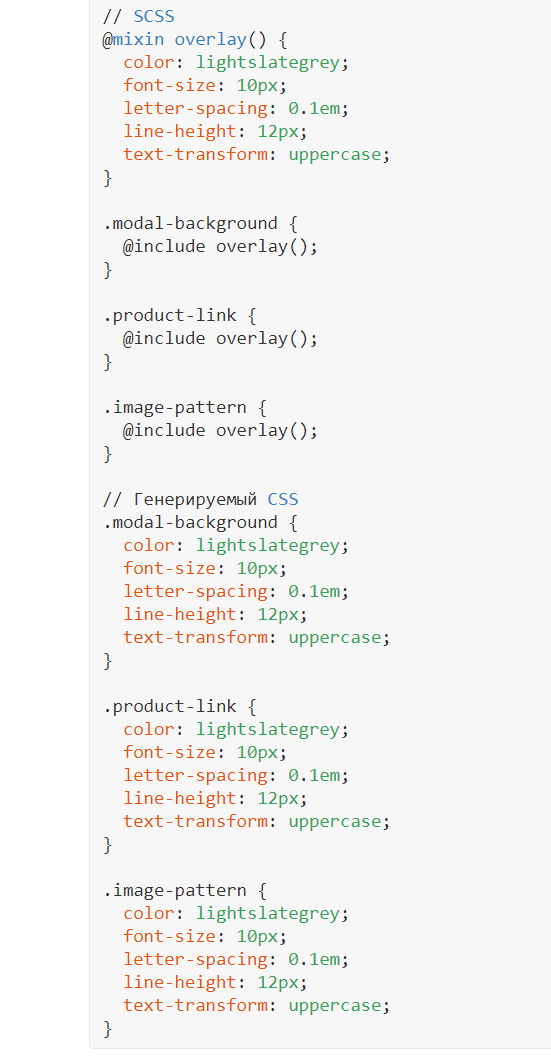 // SCSS
@mixin overlay() {
  color: lightslategrey;
  font-size: 10px;
  letter-spacing: 0.1em;
  line-height: 12px;
  text-transform: uppercase;
}

.modal-background {
  @include overlay();
}

.product-link {
  @include overlay();
}

.image-pattern {
  @include overlay();
}

// Генерируемый CSS
.modal-background {
  color: lightslategrey;
  font-size: 10px;
  letter-spacing: 0.1em;
  line-height: 12px;
  text-transform: uppercase;
}

.product-link {
  color: lightslategrey;
  font-size: 10px;
  letter-spacing: 0.1em;
  line-height: 12px;
  text-transform: uppercase;
}

.image-pattern {
  color: lightslategrey;
  font-size: 10px;
  letter-spacing: 0.1em;
  line-height: 12px;
  text-transform: uppercase;
}